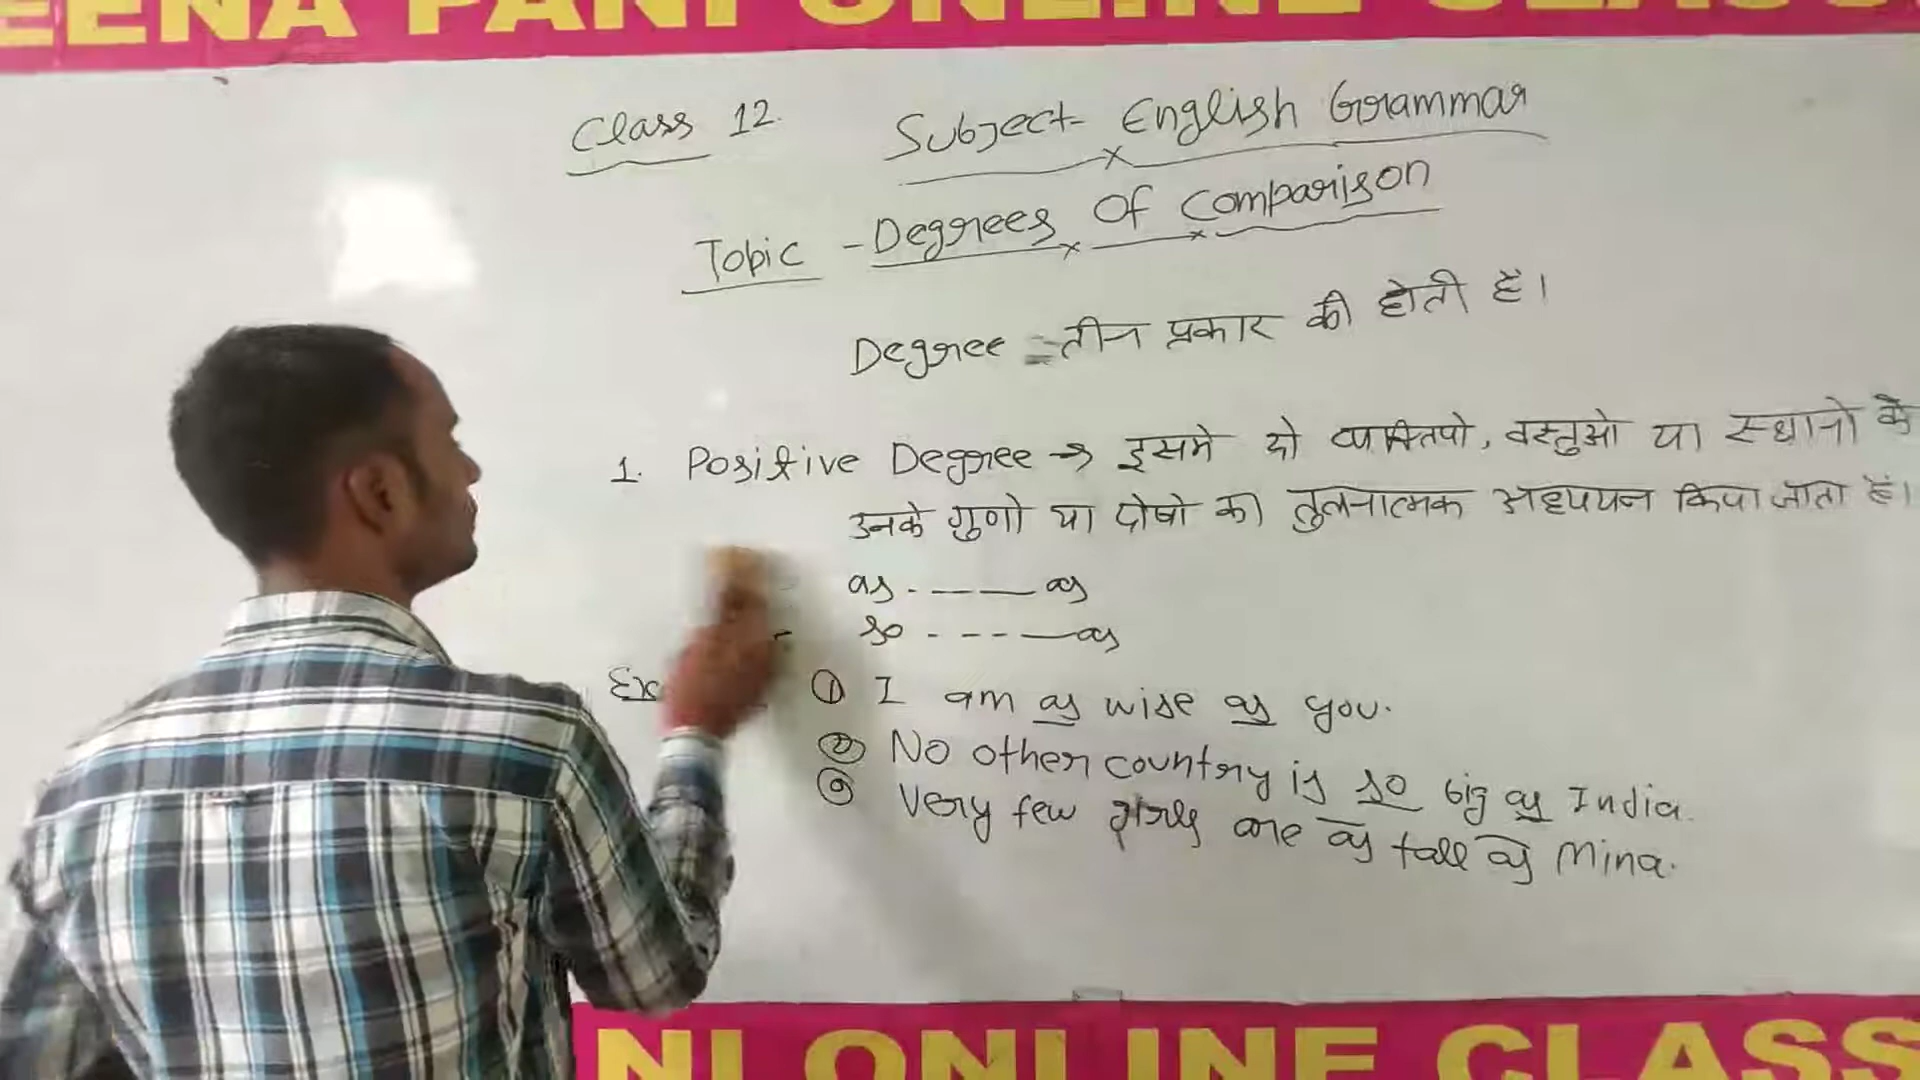 EENA PANI ONLINE CLASS
Class 12.
Subject- English Grammar
Topic - Degrees Of Comparison
Degree = तीन प्रकार की होती है।
1. Positive Degree → इसमे दो व्यक्तियो, वस्तुओ या स्थानो के
उनके गुणो या दोषो का तुलनात्मक अध्ययन किया जाता है।
as - - - - as
so - - - - as
Ex
① I am as wise as you.
② No other country is so big as India.
③ Very few girls are as tall as Mina.
NI ONLINE CLASS